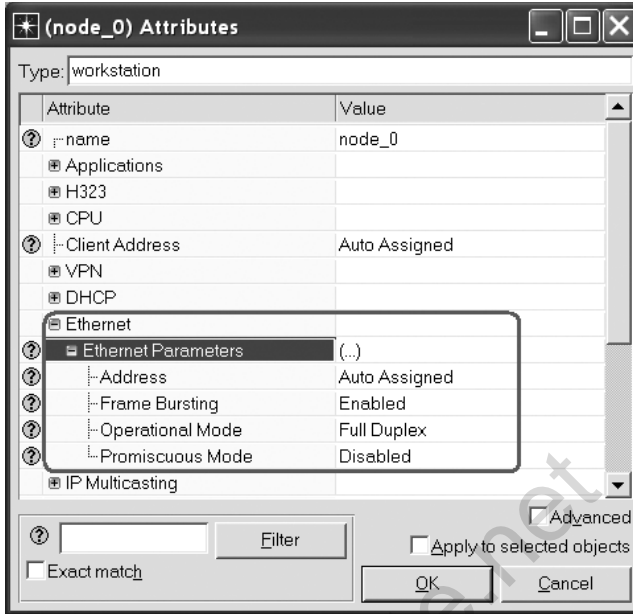 (node_0) Attributes
Type: workstation
Attribute Value
name node_0
Applications
H323
CPU
Client Address Auto Assigned
VPN
DHCP
Ethernet
Ethernet Parameters (...)
Address Auto Assigned
Frame Bursting Enabled
Operational Mode Full Duplex
Promiscuous Mode Disabled
IP Multicasting
Advanced
Filter
Apply to selected objects
Exact match
OK Cancel